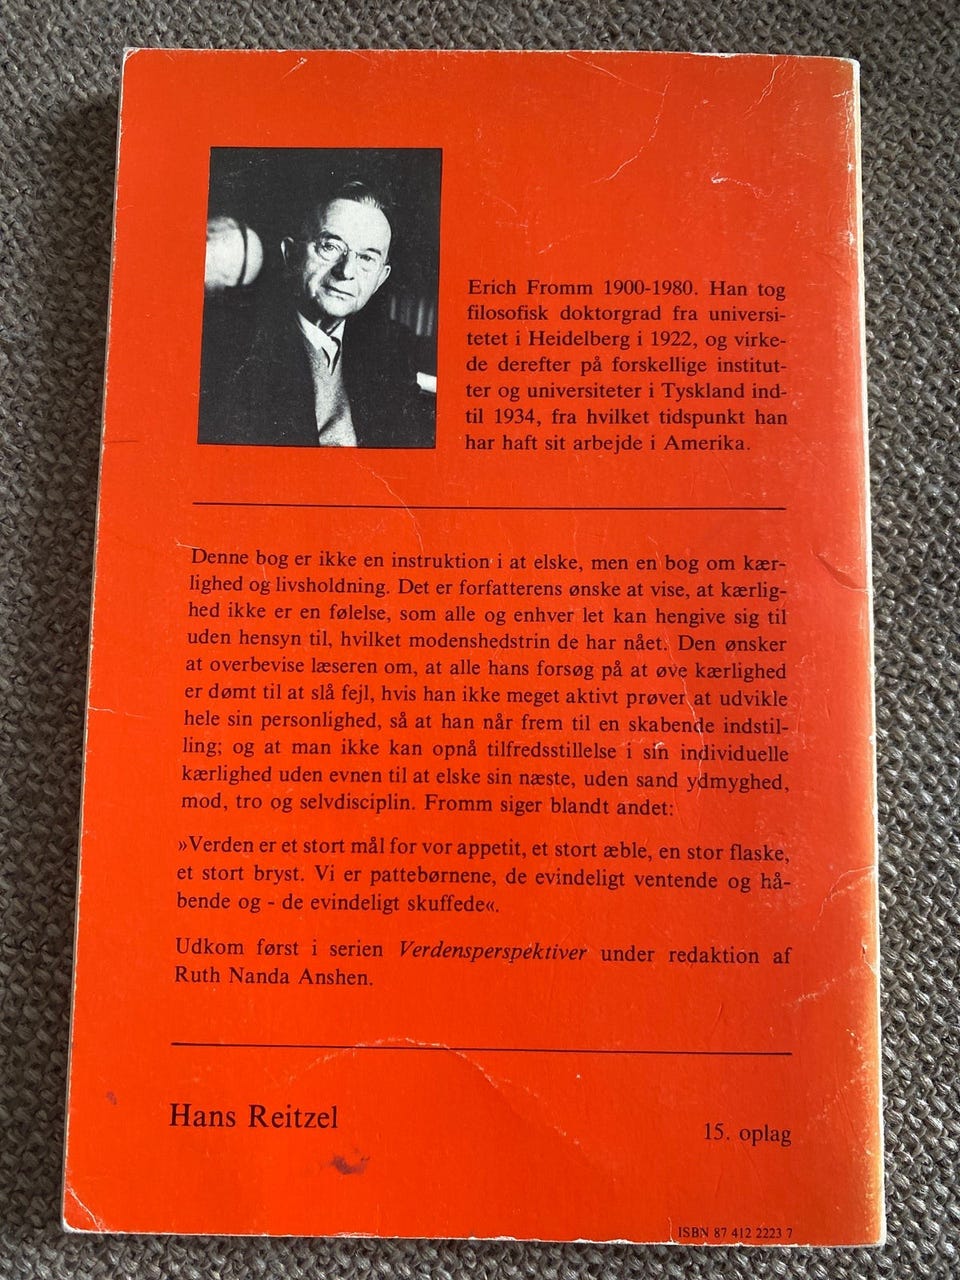 Erich Fromm 1900-1980. Han tog
filosofisk doktorgrad fra universi-
tetet i Heidelberg i 1922, og virke-
de derefter på forskellige institut-
ter og universiteter i Tyskland ind-
til 1934, fra hvilket tidspunkt han
har haft sit arbejde i Amerika.
Denne bog er ikke en instruktion i at elske, men en bog om kær-
lighed og livsholdning. Det er forfatterens ønske at vise, at kærlig-
hed ikke er en følelse, som alle og enhver let kan hengive sig til
uden hensyn til, hvilket modenshedstrin de har nået. Den ønsker
at overbevise læseren om, at alle hans forsøg på at øve kærlighed
er dømt til at slå fejl, hvis han ikke meget aktivt prøver at udvikle
hele sin personlighed, så at han når frem til en skabende indstil-
ling; og at man ikke kan opnå tilfredsstillelse i sin individuelle
kærlighed uden evnen til at elske sin næste, uden sand ydmyghed,
mod, tro og selvdisciplin. Fromm siger blandt andet:
»Verden er et stort mål for vor appetit, et stort æble, en stor flaske,
et stort bryst. Vi er pattebørnene, de evindeligt ventende og hå-
bende og - de evindeligt skuffede«.
Udkom først i serien Verdensperspektiver under redaktion af
Ruth Nanda Anshen.
Hans Reitzel
15. oplag
ISBN 87 412 2223 7